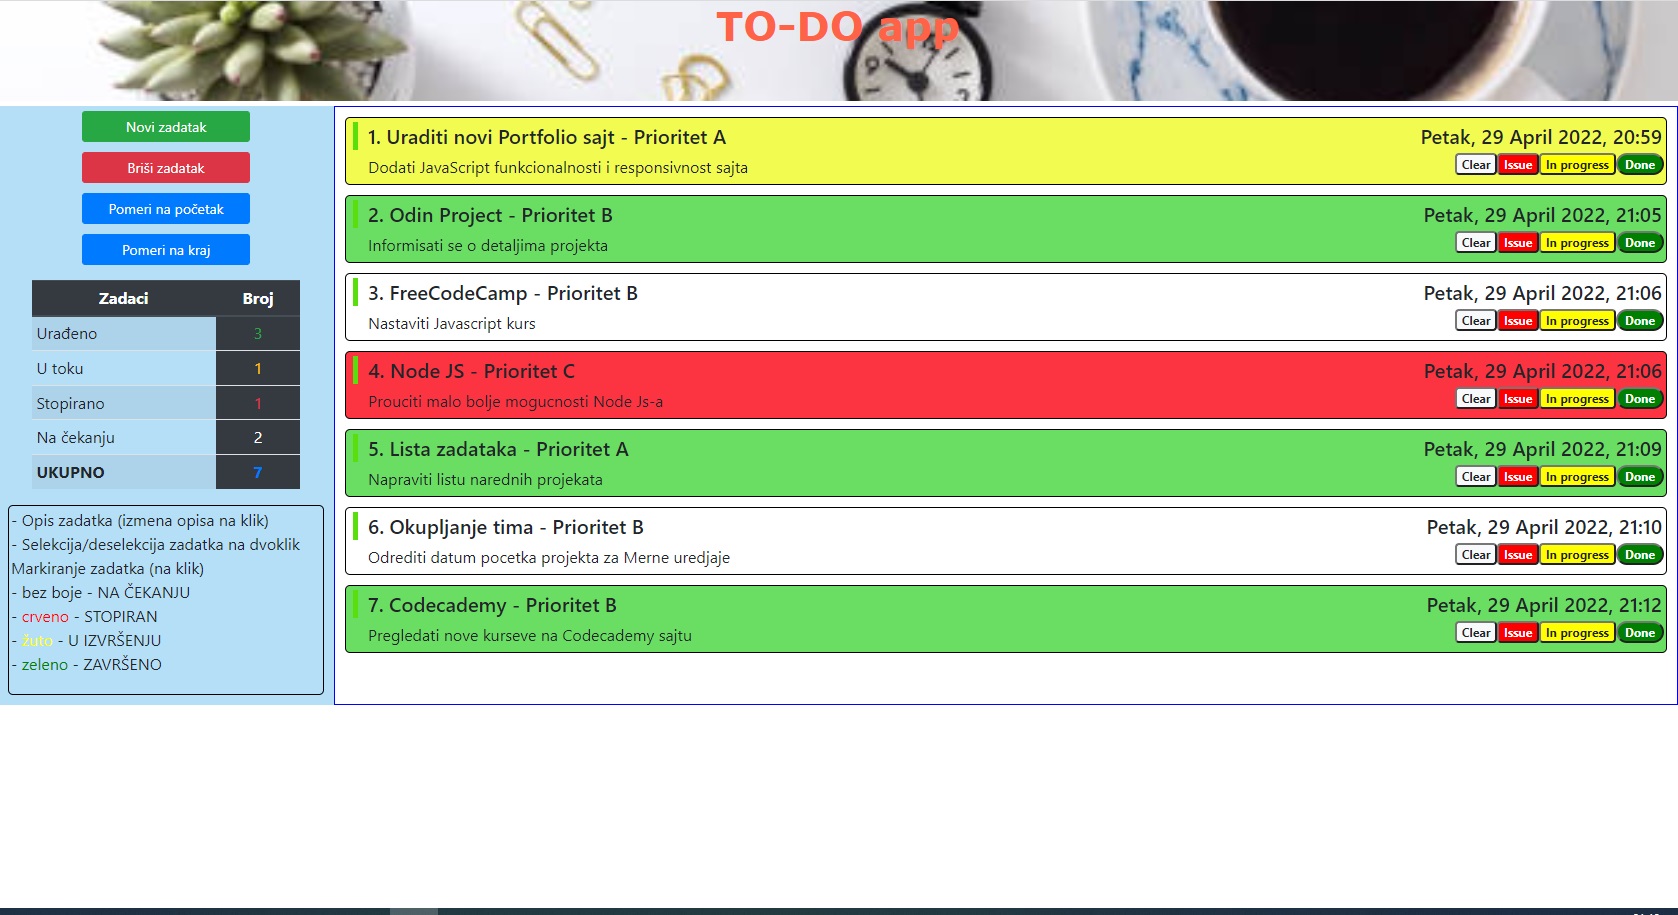 TO-DO app
Novi zadatak
Briši zadatak
Pomeri na početak
Pomeri na kraj
Zadaci Broj
Urađeno 3
U toku 1
Stopirano 1
Na čekanju 2
UKUPNO 7
- Opis zadatka (izmena opisa na klik)
- Selekcija/deselekcija zadatka na dvoklik
Markiranje zadatka (na klik)
- bez boje - NA ČEKANJU
- crveno - STOPIRAN
- žuto - U IZVRŠENJU
- zeleno - ZAVRŠENO
1. Uraditi novi Portfolio sajt - Prioritet A Petak, 29 April 2022, 20:59
Dodati JavaScript funkcionalnosti i responsivnost sajta Clear Issue In progress Done
2. Odin Project - Prioritet B Petak, 29 April 2022, 21:05
Informisati se o detaljima projekta Clear Issue In progress Done
3. FreeCodeCamp - Prioritet B Petak, 29 April 2022, 21:06
Nastaviti Javascript kurs Clear Issue In progress Done
4. Node JS - Prioritet C Petak, 29 April 2022, 21:06
Prouciti malo bolje mogucnosti Node Js-a Clear Issue In progress Done
5. Lista zadataka - Prioritet A Petak, 29 April 2022, 21:09
Napraviti listu narednih projekata Clear Issue In progress Done
6. Okupljanje tima - Prioritet B Petak, 29 April 2022, 21:10
Odrediti datum pocetka projekta za Merne uredjaje Clear Issue In progress Done
7. Codecademy - Prioritet B Petak, 29 April 2022, 21:12
Pregledati nove kurseve na Codecademy sajtu Clear Issue In progress Done